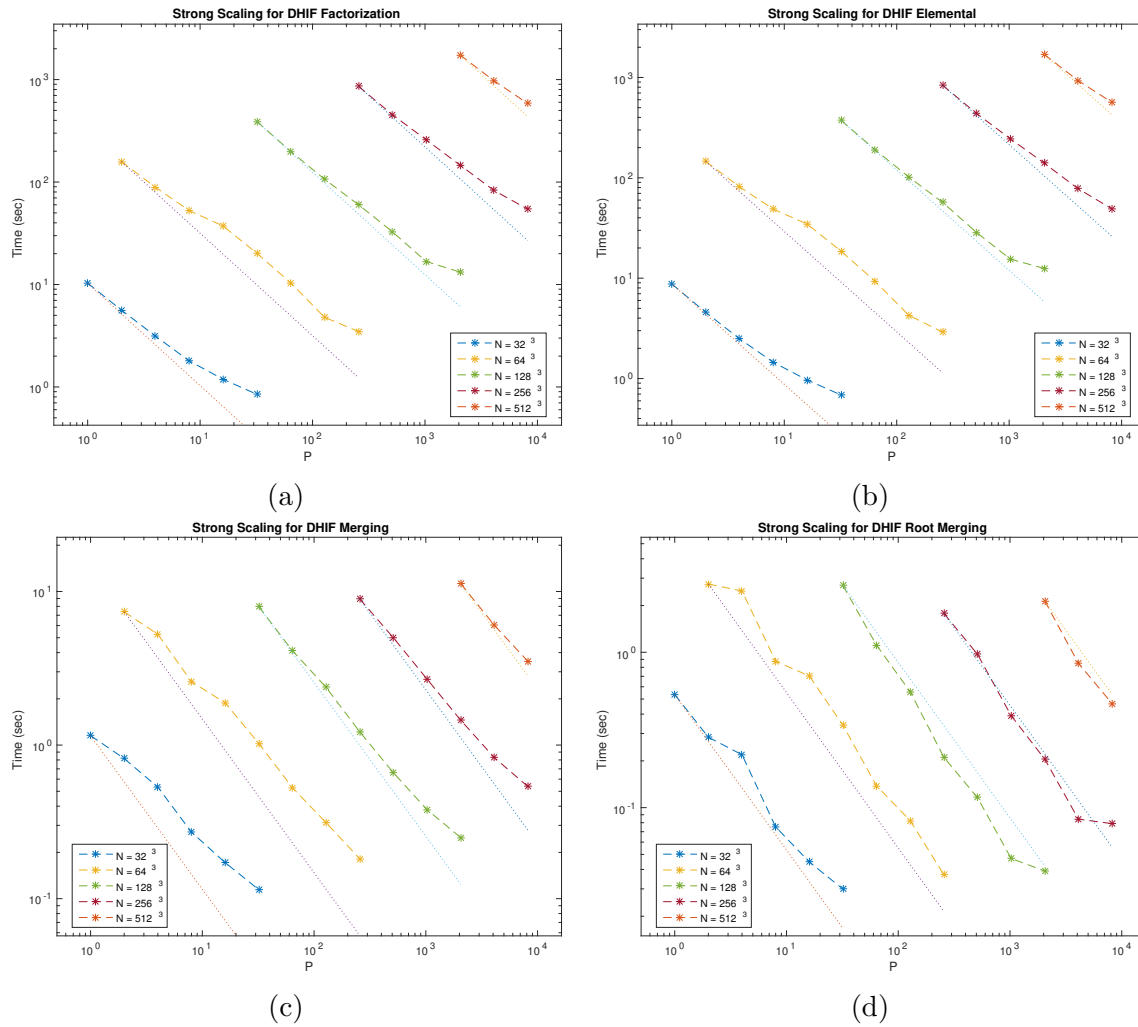 Strong Scaling for DHIF Factorization
Time (sec)
10^3
10^2
10^1
10^0
10^0
10^1
10^2
10^3
10^4
P
N = 32^3
N = 64^3
N = 128^3
N = 256^3
N = 512^3
(a)
Strong Scaling for DHIF Elemental
Time (sec)
10^3
10^2
10^1
10^0
10^0
10^1
10^2
10^3
10^4
P
N = 32^3
N = 64^3
N = 128^3
N = 256^3
N = 512^3
(b)
Strong Scaling for DHIF Merging
Time (sec)
10^1
10^0
10^-1
10^0
10^1
10^2
10^3
10^4
P
N = 32^3
N = 64^3
N = 128^3
N = 256^3
N = 512^3
(c)
Strong Scaling for DHIF Root Merging
Time (sec)
10^0
10^-1
10^0
10^1
10^2
10^3
10^4
P
N = 32^3
N = 64^3
N = 128^3
N = 256^3
N = 512^3
(d)